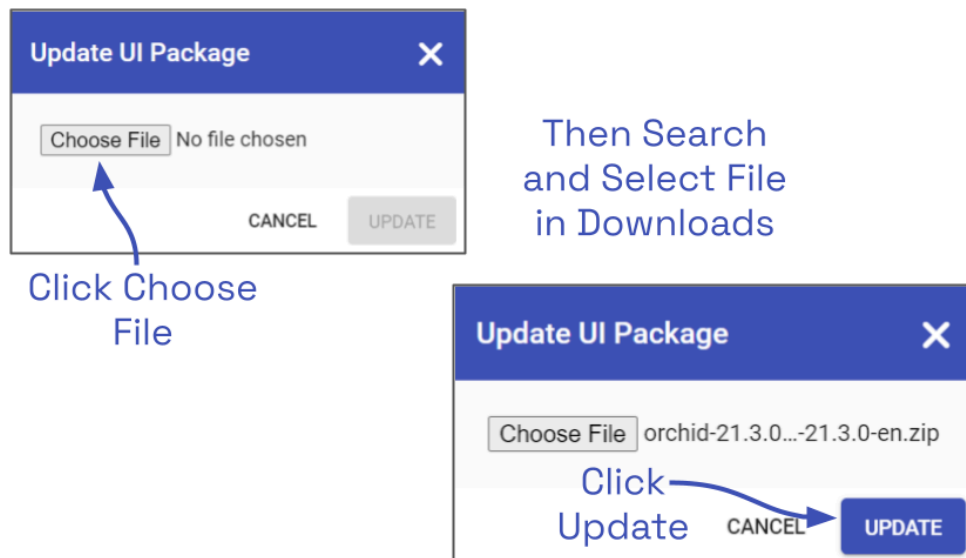 Update UI Package
Choose File No file chosen
CANCEL UPDATE
Click Choose
File
Then Search
and Select File
in Downloads
Update UI Package
Choose File orchid-21.3.0...-21.3.0-en.zip
Click
Update
CANCEL UPDATE